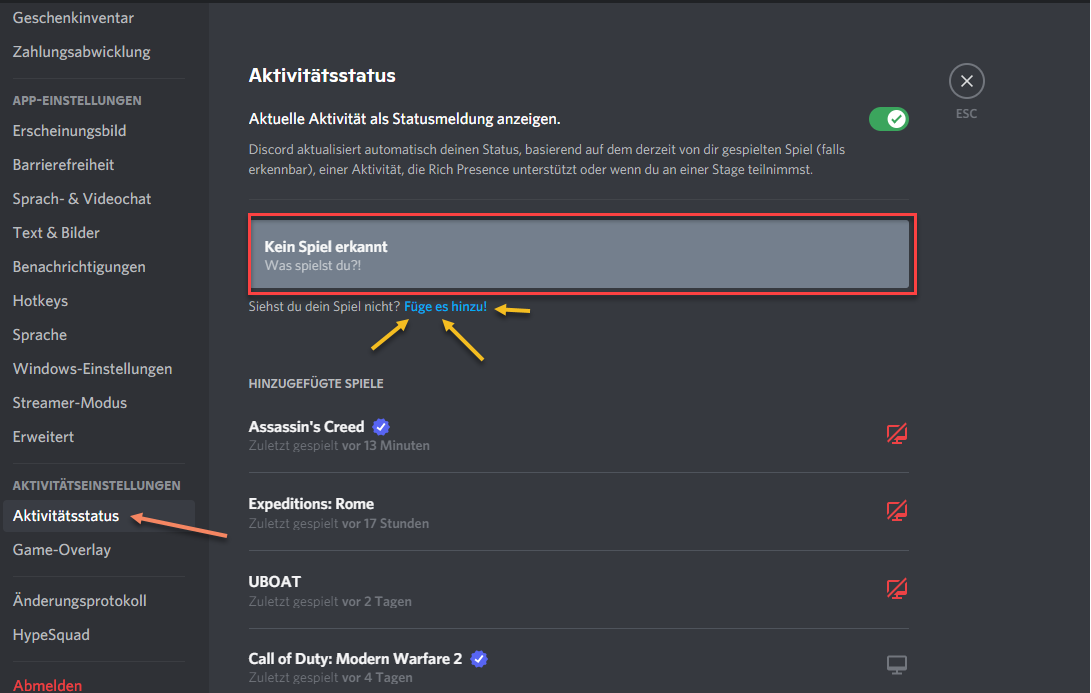 Geschenkinventar
Zahlungsabwicklung
APP-EINSTELLUNGEN
Erscheinungsbild
Barrierefreiheit
Sprach- & Videochat
Text & Bilder
Benachrichtigungen
Hotkeys
Sprache
Windows-Einstellungen
Streamer-Modus
Erweitert
AKTIVITÄTSEINSTELLUNGEN
Aktivitätsstatus
Game-Overlay
Änderungsprotokoll
HypeSquad
Abmelden
Aktivitätsstatus
Aktuelle Aktivität als Statusmeldung anzeigen.
Discord aktualisiert automatisch deinen Status, basierend auf dem derzeit von dir gespielten Spiel (falls
erkennbar), einer Aktivität, die Rich Presence unterstützt oder wenn du an einer Stage teilnimmst.
Kein Spiel erkannt
Was spielst du?!
Siehst du dein Spiel nicht? Füge es hinzu!
HINZUGEFÜGTE SPIELE
Assassin's Creed
Zuletzt gespielt vor 13 Minuten
Expeditions: Rome
Zuletzt gespielt vor 17 Stunden
UBOAT
Zuletzt gespielt vor 2 Tagen
Call of Duty: Modern Warfare 2
Zuletzt gespielt vor 4 Tagen
ESC